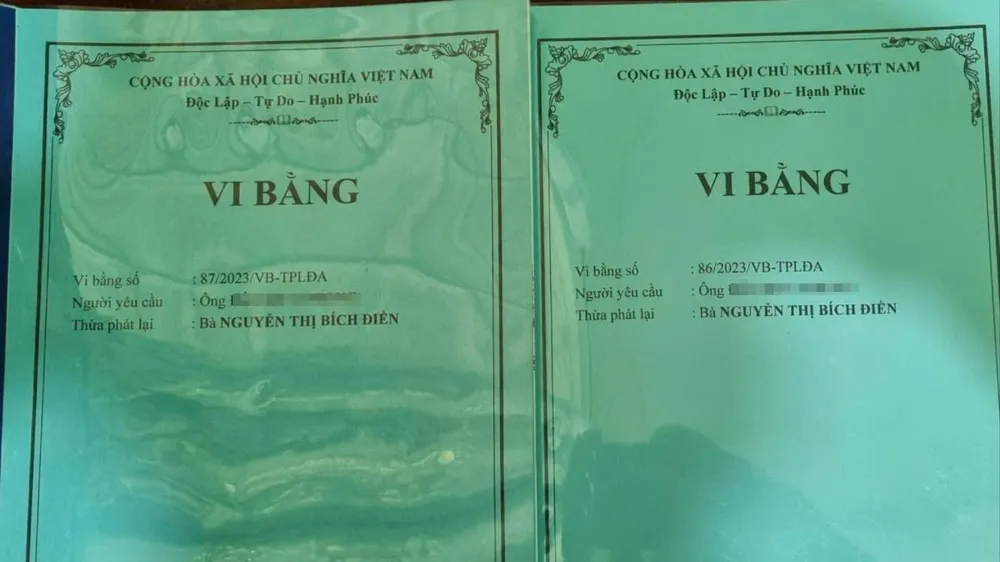 CỘNG HÒA XÃ HỘI CHỦ NGHĨA VIỆT NAM
Độc Lập – Tự Do – Hạnh Phúc
VI BẰNG
Vi bằng số : 87/2023/VB-TPLĐA
Người yêu cầu : Ông
Thừa phát lại : Bà NGUYỄN THỊ BÍCH ĐIỀN
CỘNG HÒA XÃ HỘI CHỦ NGHĨA VIỆT NAM
Độc Lập – Tự Do – Hạnh Phúc
VI BẰNG
Vi bằng số : 86/2023/VB-TPLĐA
Người yêu cầu : Ông
Thừa phát lại : Bà NGUYỄN THỊ BÍCH ĐIỀN